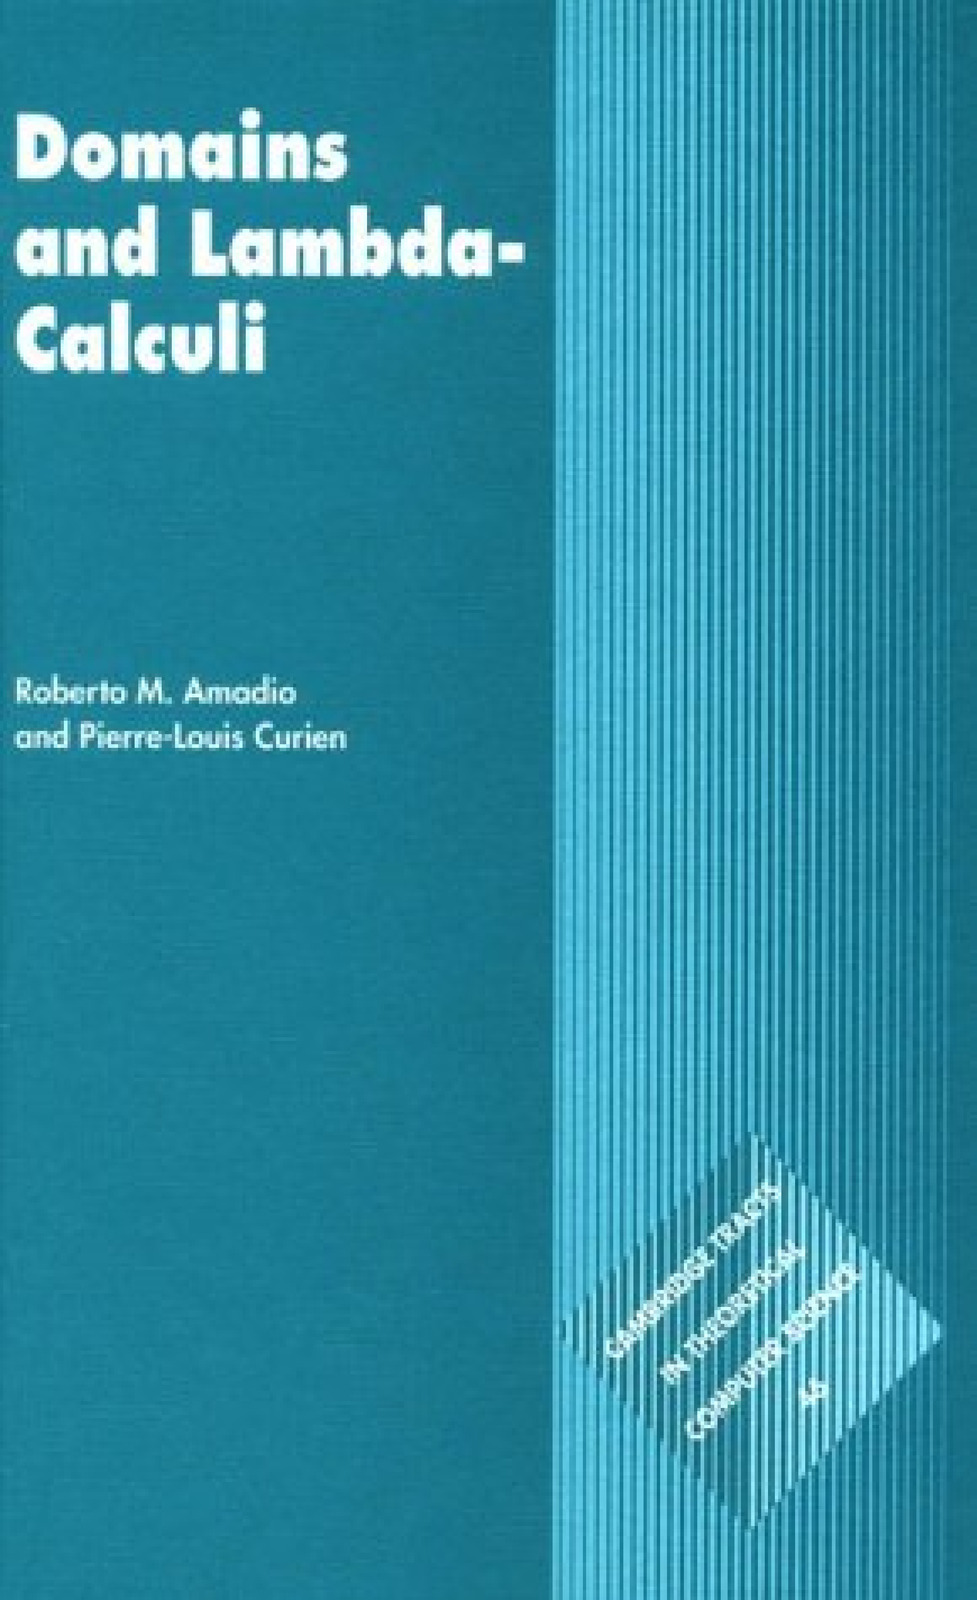 Domains
and Lambda-
Calculi
Roberto M. Amadio
and Pierre-Louis Curien
CAMBRIDGE TRACTS
IN THEORETICAL
COMPUTER SCIENCE
46